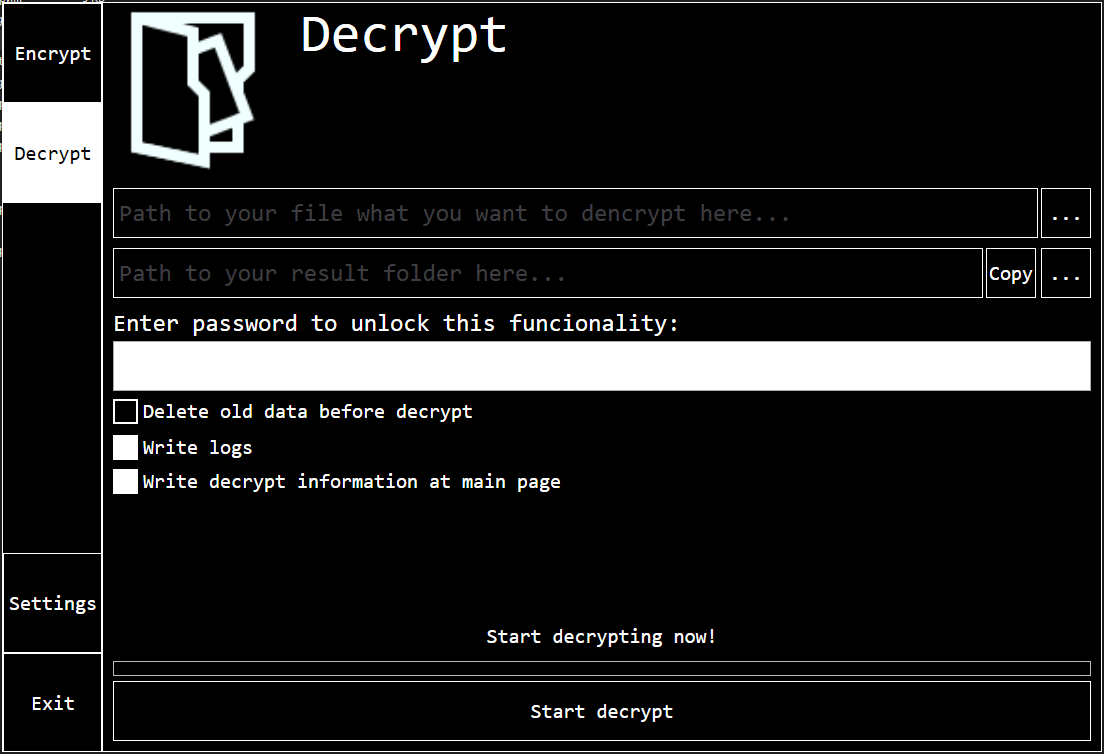 Encrypt
Decrypt
Decrypt
Path to your file what you want to dencrypt here...
...
Path to your result folder here...
Copy
...
Enter password to unlock this funcionality:
Delete old data before decrypt
Write logs
Write decrypt information at main page
Settings
Start decrypting now!
Exit
Start decrypt